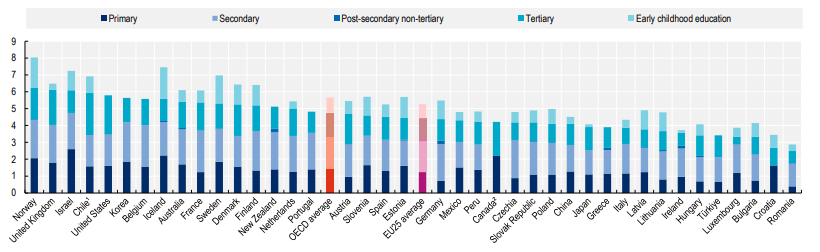 Primary Secondary Post-secondary non-tertiary Tertiary Early childhood education
9
8
7
6
5
4
3
2
1
0
Norway
United Kingdom
Israel
Chile¹
United States
Korea
Belgium
Iceland
Australia
France
Sweden
Denmark
Finland
New Zealand
Netherlands
Portugal
OECD average
Austria
Slovenia
Spain
Estonia
EU25 average
Germany
Mexico
Peru
Canada²
Czechia
Slovak Republic
Poland
China
Japan
Greece
Italy
Latvia
Lithuania
Ireland
Hungary
Türkiye
Luxembourg
Bulgaria
Croatia
Romania